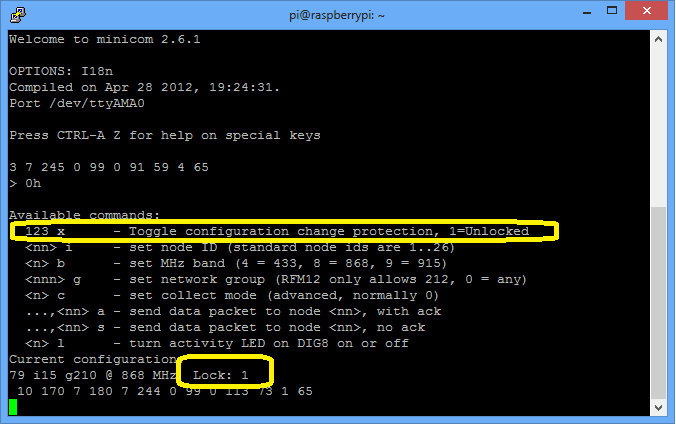 pi@raspberrypi: ~
Welcome to minicom 2.6.1
OPTIONS: I18n
Compiled on Apr 28 2012, 19:24:31.
Port /dev/ttyAMA0
Press CTRL-A Z for help on special keys
3 7 245 0 99 0 91 59 4 65
> 0h
Available commands:
123 x - Toggle configuration change protection, 1=Unlocked
<nn> i - set node ID (standard node ids are 1..26)
<n> b - set MHz band (4 = 433, 8 = 868, 9 = 915)
<nnn> g - set network group (RFM12 only allows 212, 0 = any)
<n> c - set collect mode (advanced, normally 0)
...,<nn> a - send data packet to node <nn>, with ack
...,<nn> s - send data packet to node <nn>, no ack
<n> l - turn activity LED on DIG8 on or off
Current configuration
79 i15 g210 @ 868 MHz Lock: 1
10 170 7 180 7 244 0 99 0 113 73 1 65